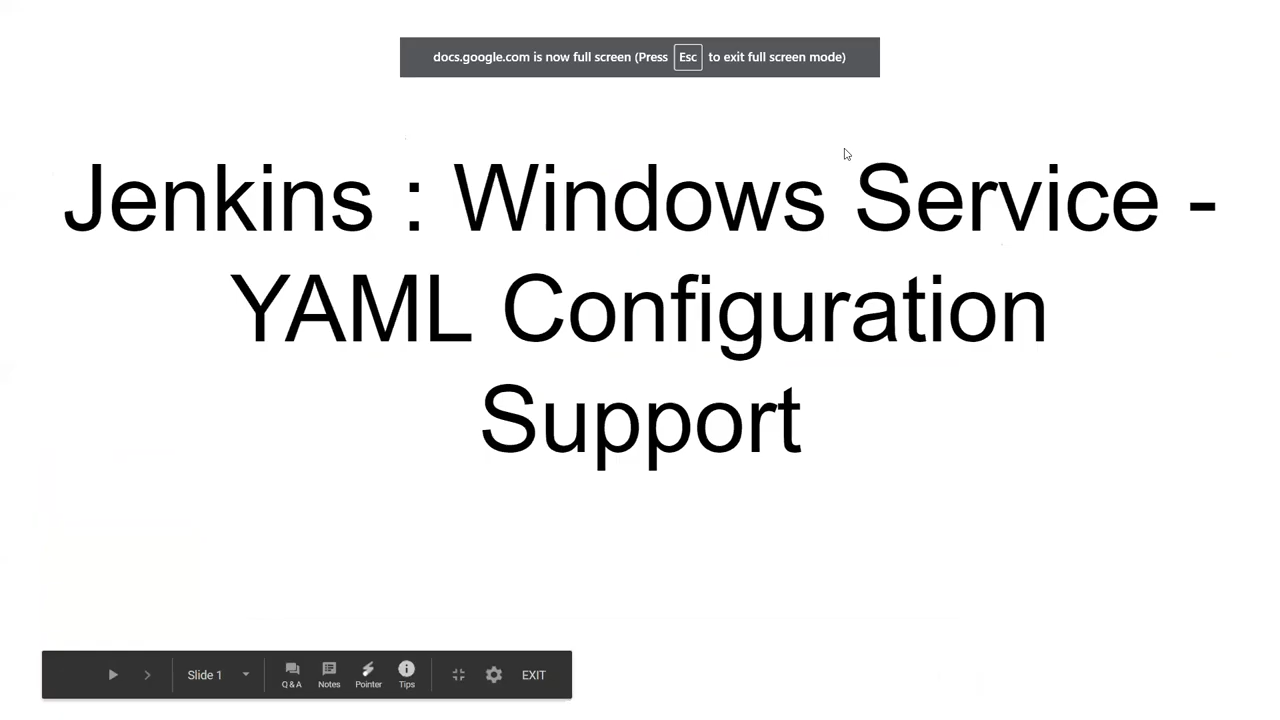 docs.google.com is now full screen (Press Esc to exit full screen mode)
Jenkins : Windows Service -
YAML Configuration
Support
Slide 1
Q & A
Notes
Pointer
Tips
EXIT